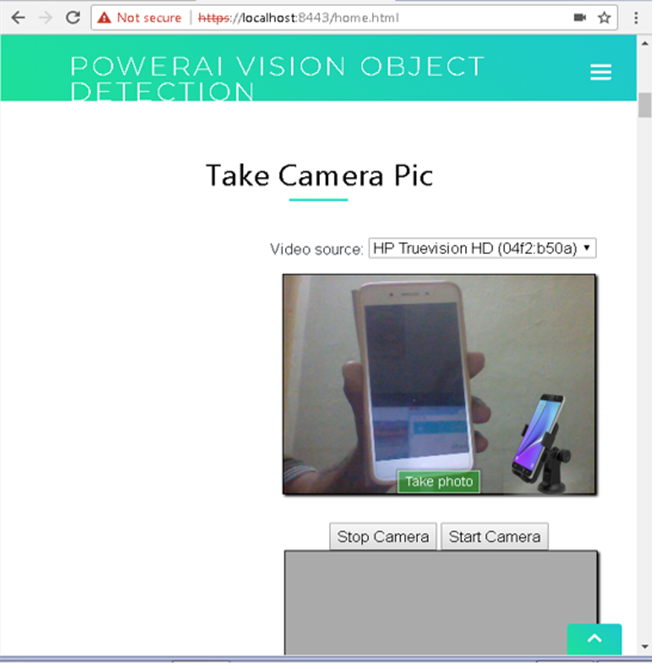 Not secure | https://localhost:8443/home.html
POWERAI VISION OBJECT
DETECTION
Take Camera Pic
Video source: HP Truevision HD (04f2:b50a)
Take photo
Stop Camera Start Camera